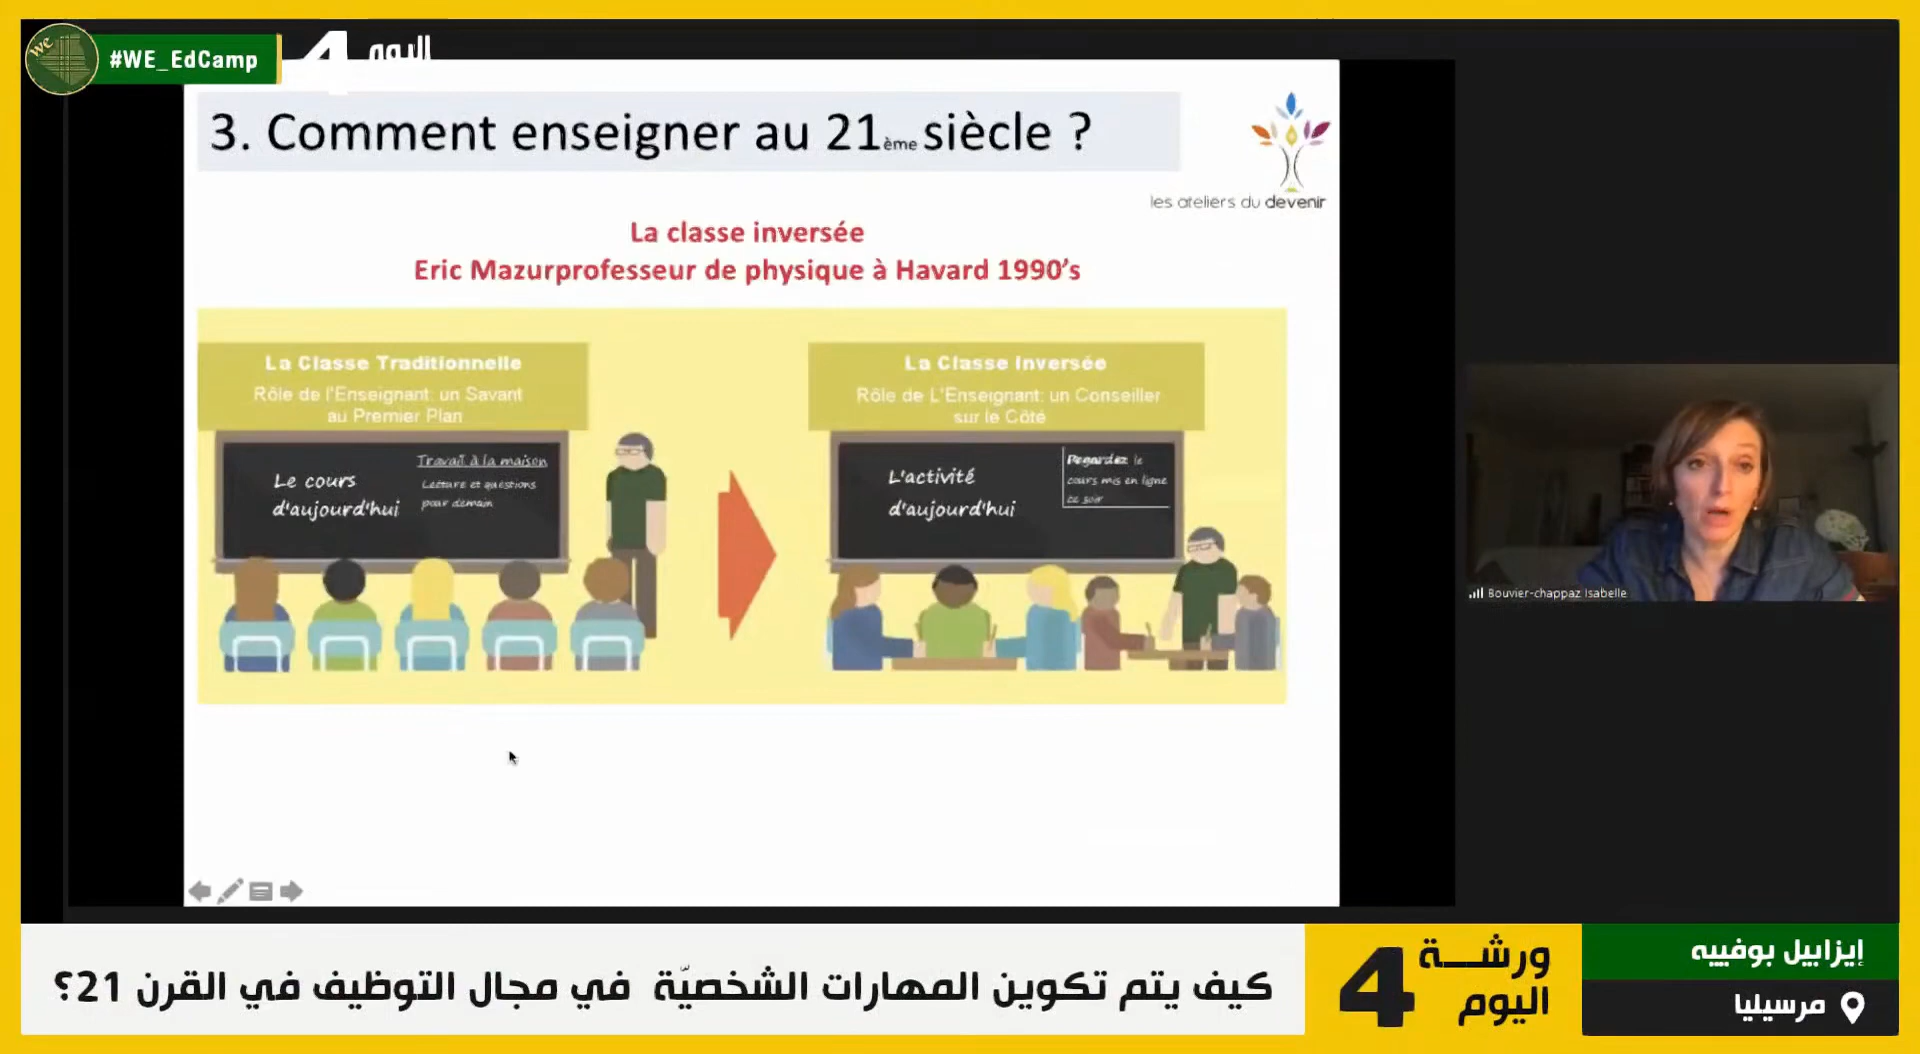 #WE_EdCamp
اليوم 4
3. Comment enseigner au 21ème siècle ?
les ateliers du devenir
La classe inversée
Eric Mazurprofesseur de physique à Havard 1990's
La Classe Traditionnelle
Rôle de l'Enseignant: un Savant
au Premier Plan
Le cours
d'aujourd'hui
Travail à la maison
Lecture et questions
pour demain
La Classe Inversée
Rôle de L'Enseignant: un Conseiller
sur le Côté
L'activité
d'aujourd'hui
Regardez le
cours mis en ligne
ce soir
Bouvier-chappaz Isabelle
كيف يتم تكوين المهارات الشخصيّة في مجال التوظيف في القرن 21؟
ورشـــة
اليوم 4
إيزابيل بوفييه
مرسيليا